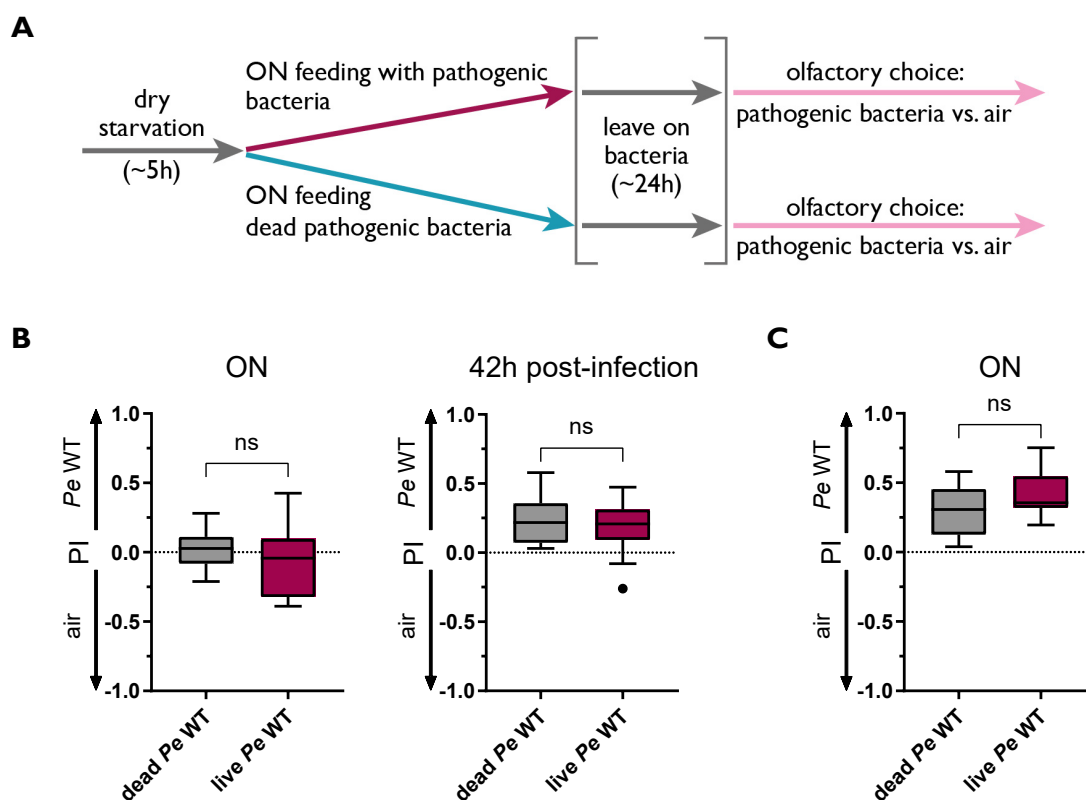 A
dry
starvation
(~5h)
ON feeding with pathogenic
bacteria
ON feeding
dead pathogenic bacteria
leave on
bacteria
(~24h)
olfactory choice:
pathogenic bacteria vs. air
olfactory choice:
pathogenic bacteria vs. air
B
ON
PI
Pe WT
air
1.0
0.5
0.0
-0.5
-1.0
ns
dead Pe WT
live Pe WT
42h post-infection
PI
Pe WT
air
1.0
0.5
0.0
-0.5
-1.0
ns
dead Pe WT
live Pe WT
C
ON
PI
Pe WT
air
1.0
0.5
0.0
-0.5
-1.0
ns
dead Pe WT
live Pe WT